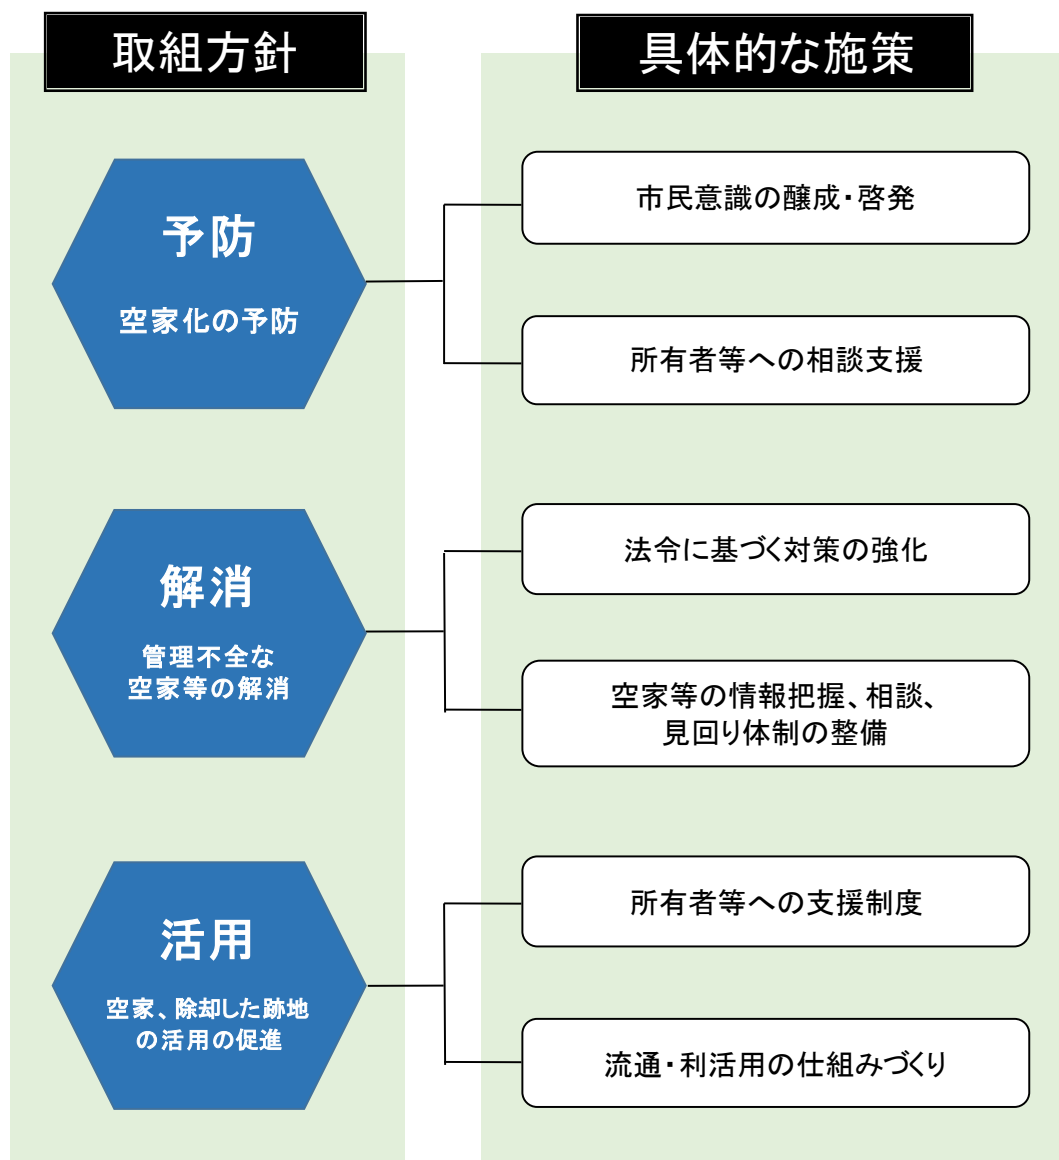 取組方針
具体的な施策
予防
空家化の予防
市民意識の醸成・啓発
所有者等への相談支援
解消
管理不全な
空家等の解消
法令に基づく対策の強化
空家等の情報把握、相談、
見回り体制の整備
活用
空家、除却した跡地
の活用の促進
所有者等への支援制度
流通・利活用の仕組みづくり